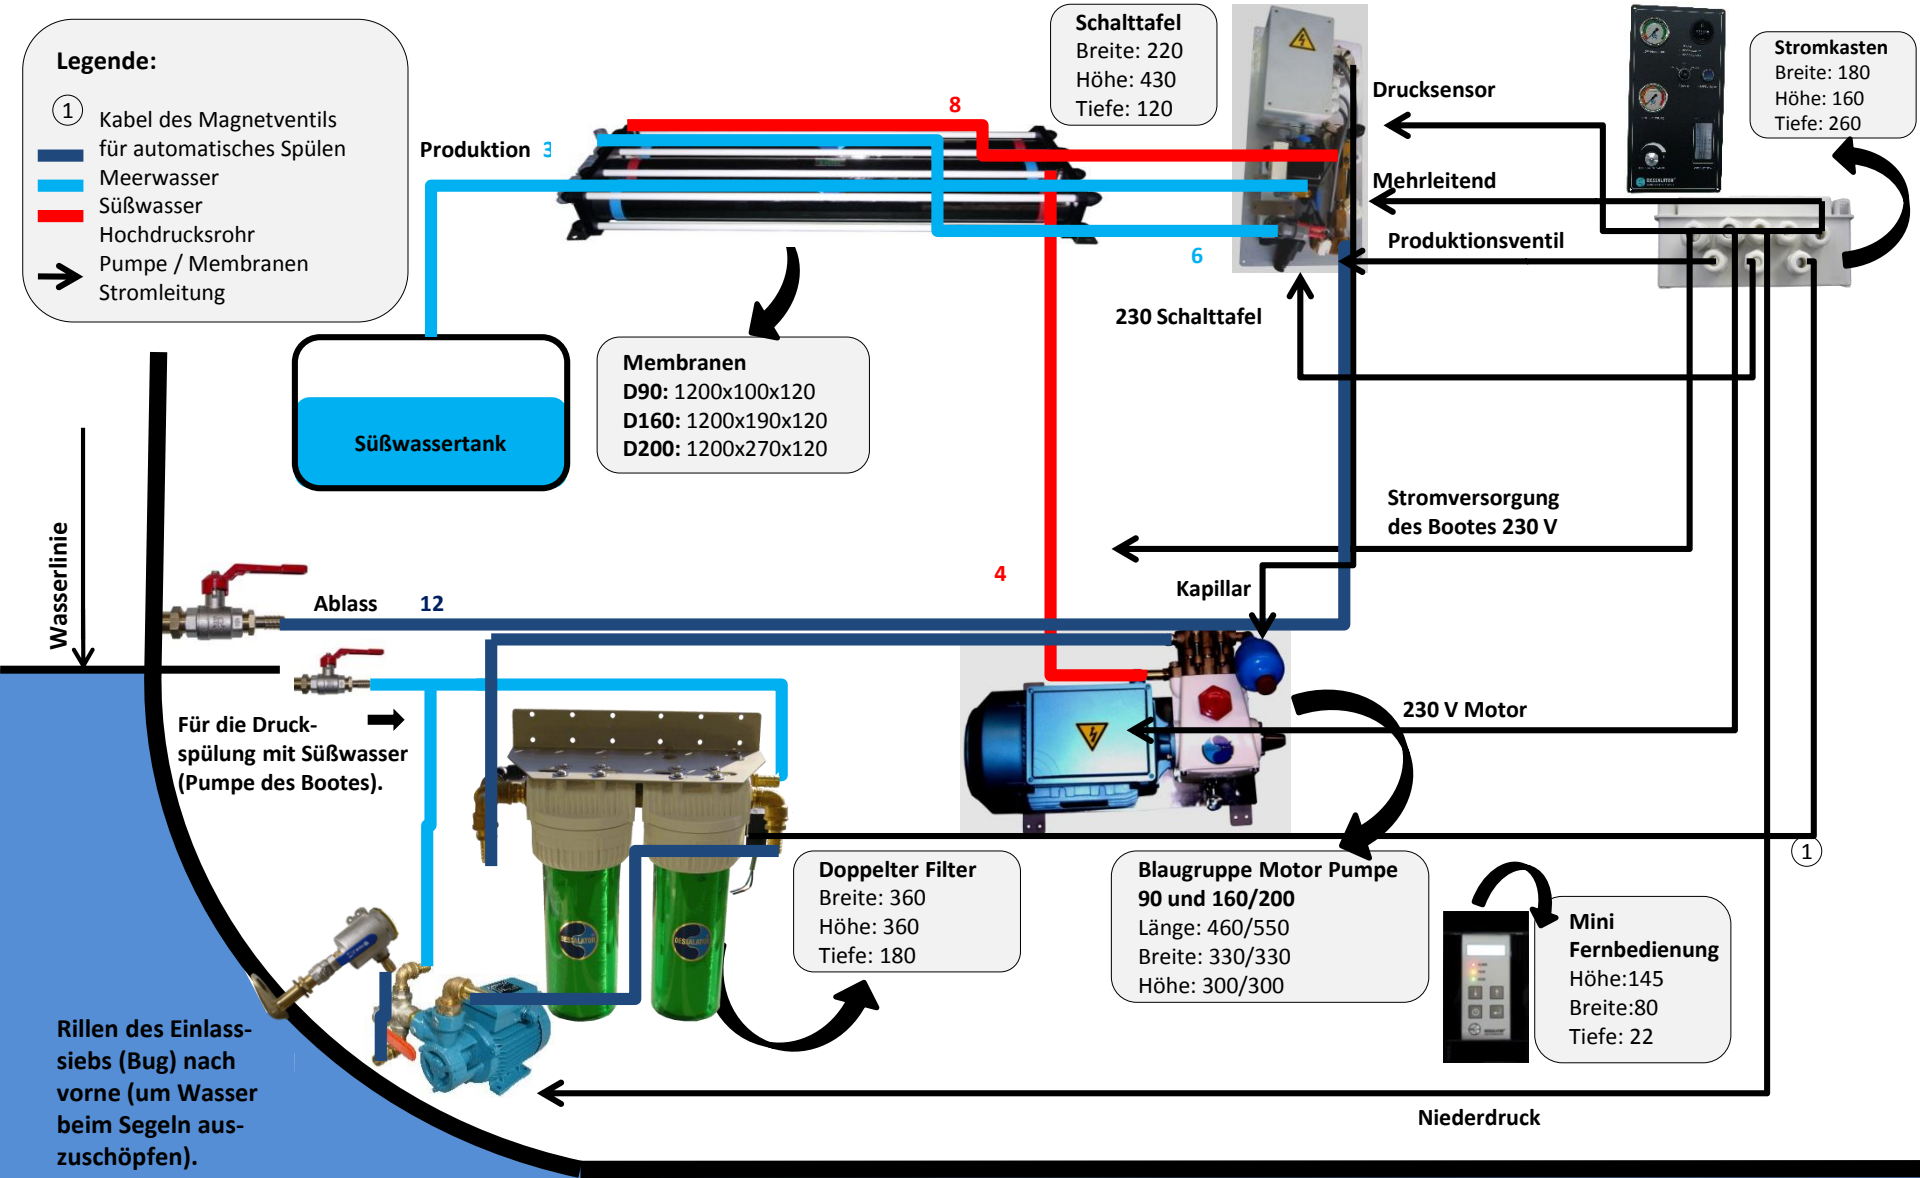 Legende:
1
Kabel des Magnetventils
für automatisches Spülen
Meerwasser
Süßwasser
Hochdrucksrohr
Pumpe / Membranen
Stromleitung
Produktion 3
8
6
4
Schalttafel
Breite: 220
Höhe: 430
Tiefe: 120
Drucksensor
Mehrleitend
Produktionsventil
230 Schalttafel
Stromkasten
Breite: 180
Höhe: 160
Tiefe: 260
Membranen
D90: 1200x100x120
D160: 1200x190x120
D200: 1200x270x120
Süßwassertank
Wasserlinie
Stromversorgung
des Bootes 230 V
Kapillar
Ablass 12
Für die Druck-
spülung mit Süßwasser
(Pumpe des Bootes).
230 V Motor
Doppelter Filter
Breite: 360
Höhe: 360
Tiefe: 180
Blaugruppe Motor Pumpe
90 und 160/200
Länge: 460/550
Breite: 330/330
Höhe: 300/300
1
Mini
Fernbedienung
Höhe:145
Breite:80
Tiefe: 22
Niederdruck
Rillen des Einlass-
siebs (Bug) nach
vorne (um Wasser
beim Segeln aus-
zuschöpfen).
DESSALATOR
DESSALATOR